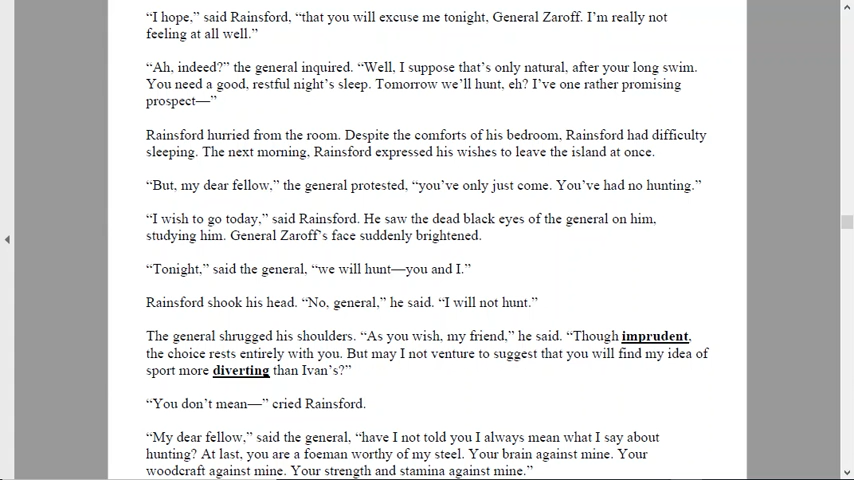 “I hope,” said Rainsford, “that you will excuse me tonight, General Zaroff. I’m really not
feeling at all well.”
“Ah, indeed?” the general inquired. “Well, I suppose that’s only natural, after your long swim.
You need a good, restful night’s sleep. Tomorrow we’ll hunt, eh? I’ve one rather promising
prospect—”
Rainsford hurried from the room. Despite the comforts of his bedroom, Rainsford had difficulty
sleeping. The next morning, Rainsford expressed his wishes to leave the island at once.
“But, my dear fellow,” the general protested, “you’ve only just come. You’ve had no hunting.”
“I wish to go today,” said Rainsford. He saw the dead black eyes of the general on him,
studying him. General Zaroff’s face suddenly brightened.
“Tonight,” said the general, “we will hunt—you and I.”
Rainsford shook his head. “No, general,” he said. “I will not hunt.”
The general shrugged his shoulders. “As you wish, my friend,” he said. “Though imprudent,
the choice rests entirely with you. But may I not venture to suggest that you will find my idea of
sport more diverting than Ivan’s?”
“You don’t mean—” cried Rainsford.
“My dear fellow,” said the general, “have I not told you I always mean what I say about
hunting? At last, you are a foeman worthy of my steel. Your brain against mine. Your
woodcraft against mine. Your strength and stamina against mine.”